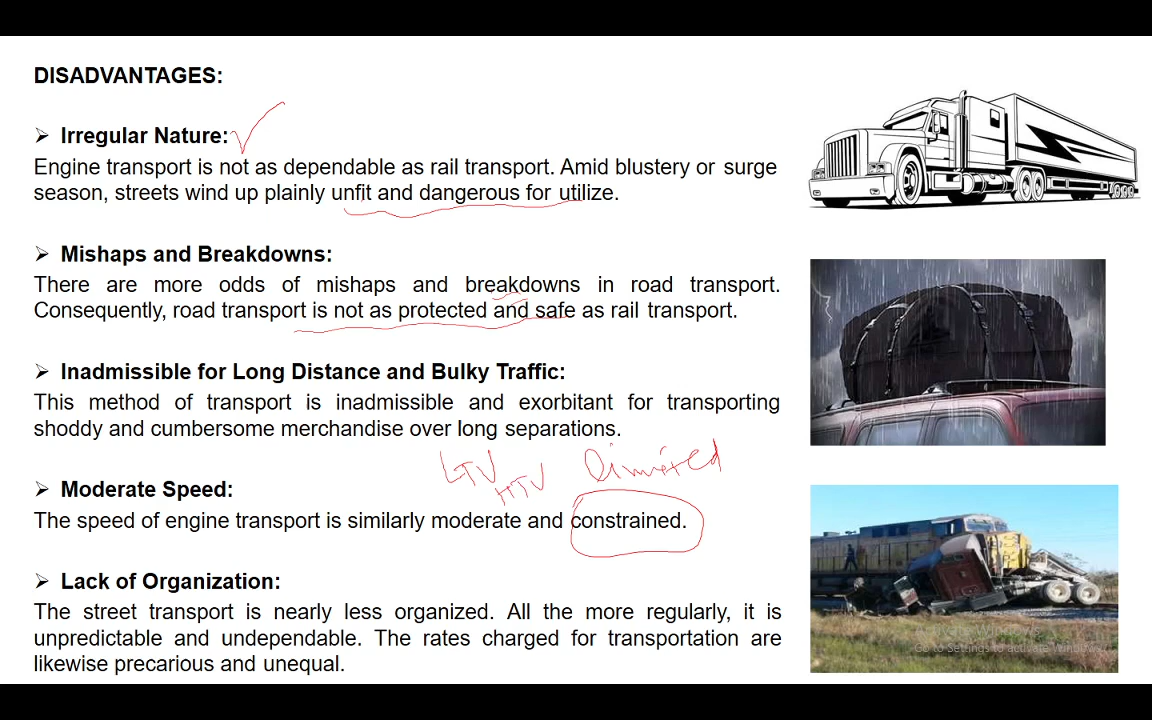 DISADVANTAGES:
➢ Irregular Nature:
Engine transport is not as dependable as rail transport. Amid blustery or surge
season, streets wind up plainly unfit and dangerous for utilize.
➢ Mishaps and Breakdowns:
There are more odds of mishaps and breakdowns in road transport.
Consequently, road transport is not as protected and safe as rail transport.
➢ Inadmissible for Long Distance and Bulky Traffic:
This method of transport is inadmissible and exorbitant for transporting
shoddy and cumbersome merchandise over long separations.
LTV HTV limited
➢ Moderate Speed:
The speed of engine transport is similarly moderate and constrained.
➢ Lack of Organization:
The street transport is nearly less organized. All the more regularly, it is
unpredictable and undependable. The rates charged for transportation are
likewise precarious and unequal.
Go to Settings to activate Windows.